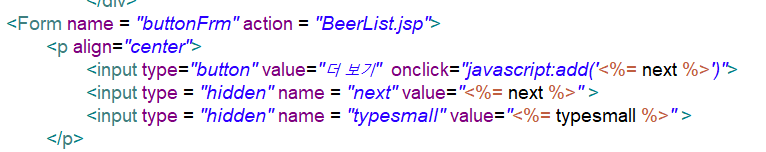 </div>
<Form name = "buttonFrm" action = "BeerList.jsp">
<p align="center">
<input type="button" value="더 보기"  onclick="javascript:add('<%= next %>')">
<input type = "hidden" name = "next" value="<%= next %>" >
<input type = "hidden" name = "typesmall" value="<%= typesmall %>" >
</p>